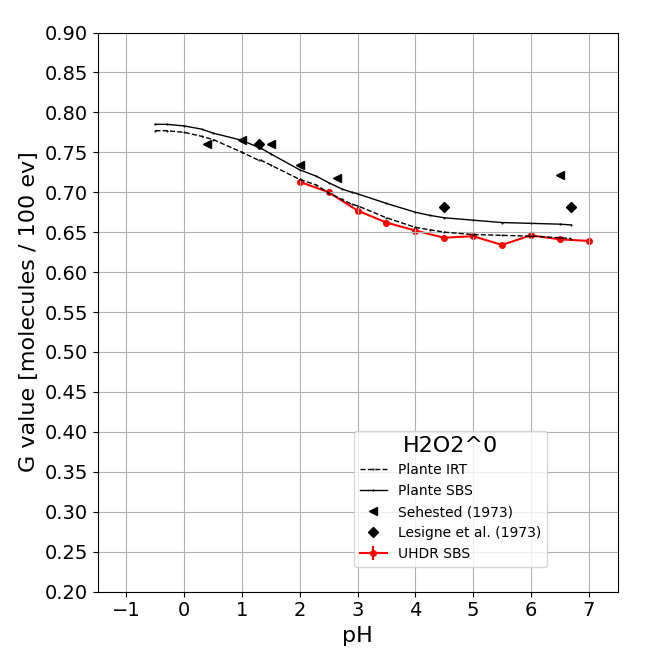 0.90
0.85
0.80
0.75
0.70
0.65
0.60
0.55
0.50
0.45
0.40
0.35
0.30
0.25
0.20
G value [molecules / 100 ev]
H2O2^0
Plante IRT
Plante SBS
Sehested (1973)
Lesigne et al. (1973)
UHDR SBS
−1 0 1 2 3 4 5 6 7
pH